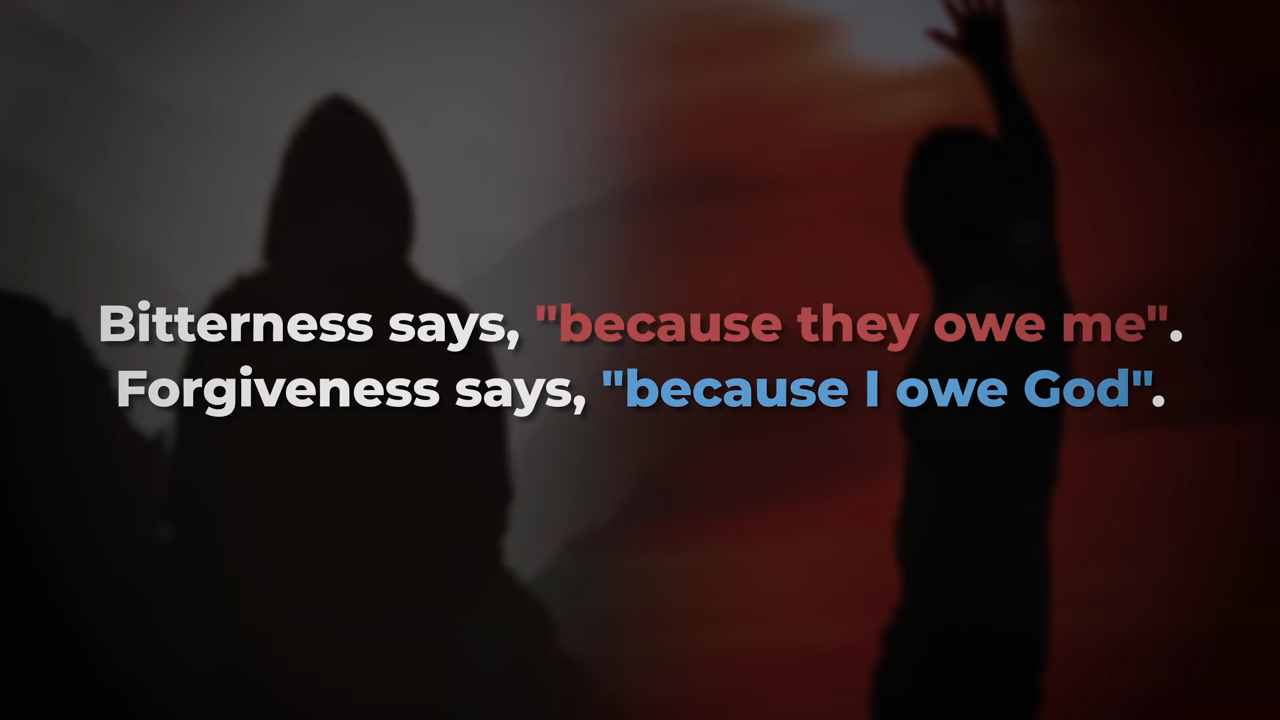 Bitterness says, "because they owe me".
Forgiveness says, "because I owe God".